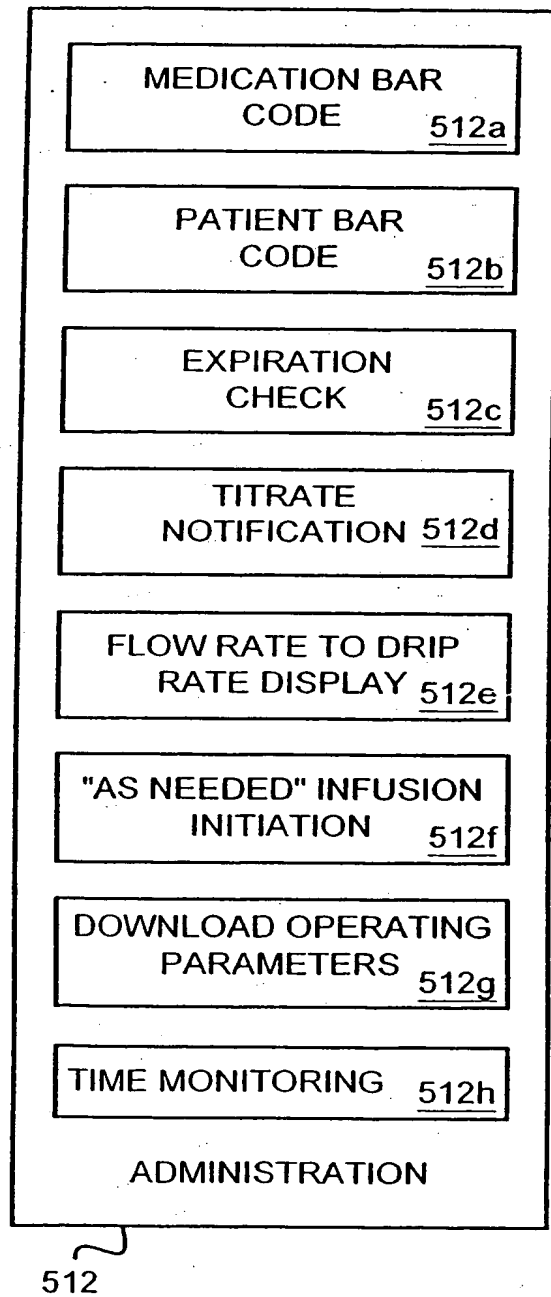 MEDICATION BAR
CODE 512a
PATIENT BAR
CODE 512b
EXPIRATION
CHECK 512c
TITRATE
NOTIFICATION 512d
FLOW RATE TO DRIP
RATE DISPLAY 512e
"AS NEEDED" INFUSION
INITIATION 512f
DOWNLOAD OPERATING
PARAMETERS 512g
TIME MONITORING 512h
ADMINISTRATION
512